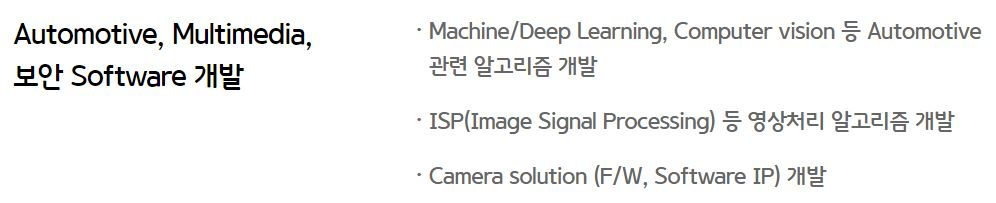 Automotive, Multimedia,
보안 Software 개발
· Machine/Deep Learning, Computer vision 등 Automotive
관련 알고리즘 개발
· ISP(Image Signal Processing) 등 영상처리 알고리즘 개발
· Camera solution (F/W, Software IP) 개발